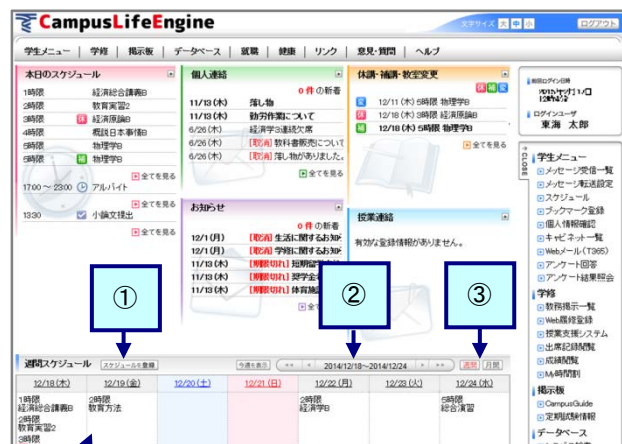 CampusLifeEngine
文字サイズ 大 中 小 ログアウト
学生メニュー | 学修 | 掲示板 | データベース | 就職 | 健康 | リンク | 意見・質問 | ヘルプ
本日のスケジュール
1時限 経済総合講義B
2時限 教育実習2
3時限 休 経済原論B
4時限 概説日本事情B
5時限 物理学B
6時限 補 物理学B
全てを見る
17:00 ～ 23:00 アルバイト
全てを見る
13:30 小論文提出
全てを見る
個人連絡
0 件 の新着
11/13(木) 落し物
11/13(木) 勤労作業について
6/26(木) 経済学3連続欠席
6/26(木) [取消] 教科書販売について
6/26(木) [取消] 落し物がありました。
全てを見る
お知らせ
0 件 の新着
12/1(月) [取消] 生活に関するお知
12/1(月) [取消] 学修に関するお知
11/13(木) [期限切れ] 短期留学
11/13(木) [期限切れ] 奨学金
11/13(木) [期限切れ] 体育施設
全
休講・補講・教室変更
休 補 変
変 12/11(木) 5時限 物理学B
休 12/18(木) 3時限 経済原論B
補 12/18(木) 6時限 物理学B
全てを見る
授業連絡
有効な登録情報がありません。
前回ログイン日時
ログインユーザ
東海 太郎
CLOSE
学生メニュー
メッセージ受信一覧
メッセージ転送設定
スケジュール
ブックマーク登録
個人情報確認
キャビネット一覧
Webメール(T365)
アンケート回答
アンケート結果照会
学修
教務掲示一覧
Web履修登録
授業支援システム
出席記録閲覧
成績閲覧
My時間割
掲示板
CampusGuide
定期試験情報
データベース
①
②
③
週間スケジュール スケジュールを登録 今週を表示 2014/12/18～2014/12/24 週間 月間
12/18(木) 12/19(金) 12/20(土) 12/21(日) 12/22(月) 12/23(火) 12/24(水)
1時限 2時限 2時限 5時限
経済総合講義B 教育方法 経済学B 総合演習
2時限
教育実習2
3時限